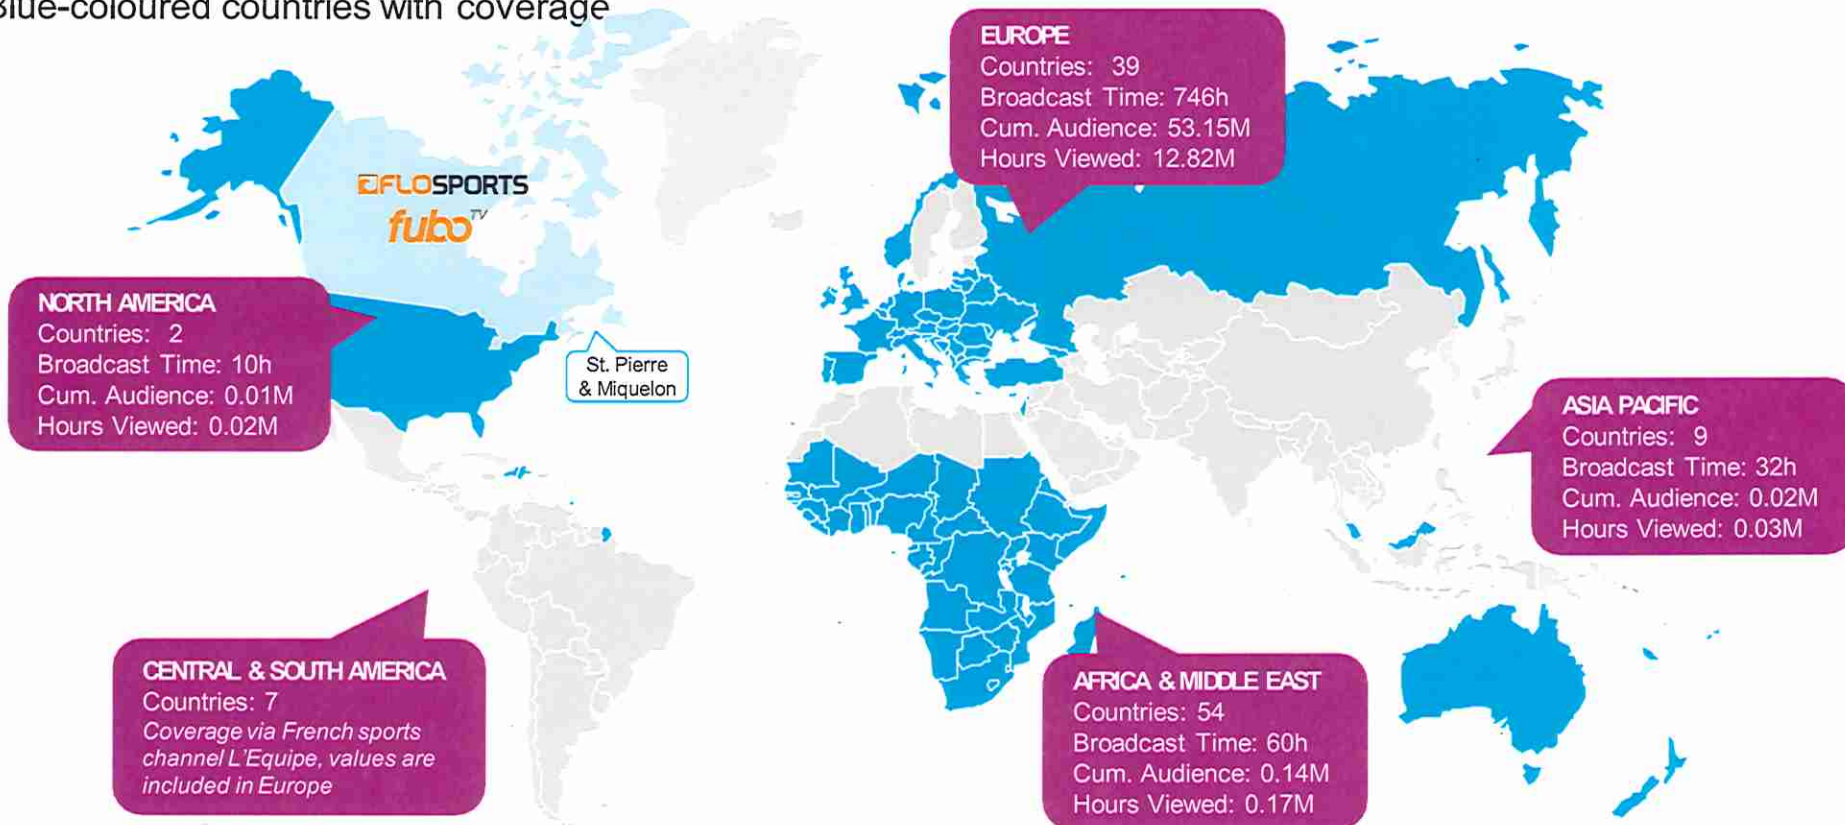 Blue-coloured countries with coverage
EUROPE
Countries: 39
Broadcast Time: 746h
Cum. Audience: 53.15M
Hours Viewed: 12.82M
FLOSPORTS
fubo TV
NORTH AMERICA
Countries: 2
Broadcast Time: 10h
Cum. Audience: 0.01M
Hours Viewed: 0.02M
St. Pierre
& Miquelon
ASIA PACIFIC
Countries: 9
Broadcast Time: 32h
Cum. Audience: 0.02M
Hours Viewed: 0.03M
CENTRAL & SOUTH AMERICA
Countries: 7
Coverage via French sports
channel L'Equipe, values are
included in Europe
AFRICA & MIDDLE EAST
Countries: 54
Broadcast Time: 60h
Cum. Audience: 0.14M
Hours Viewed: 0.17M